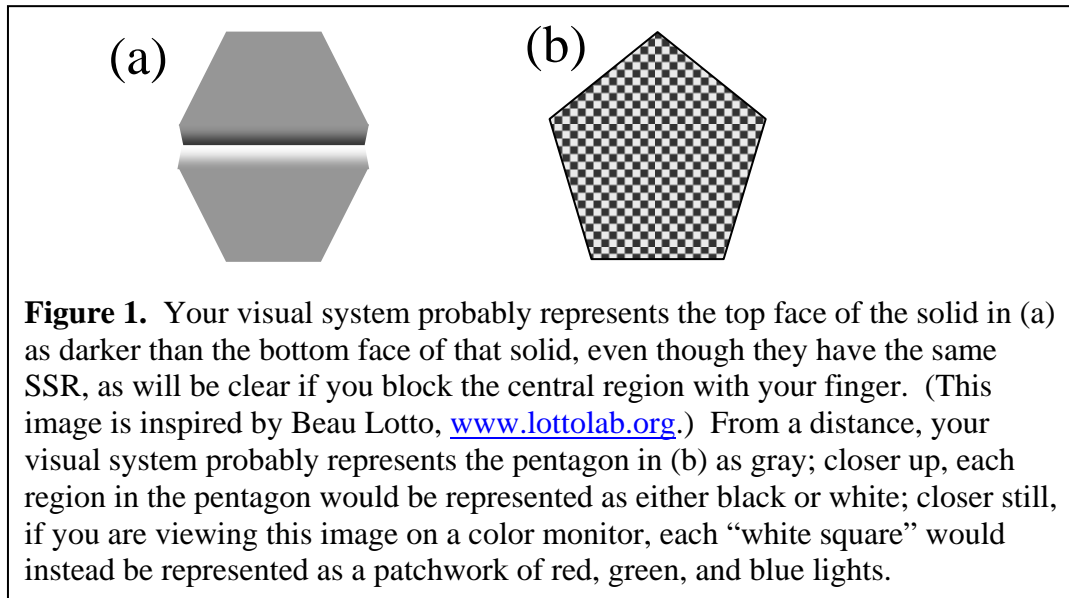 (a)
(b)
Figure 1. Your visual system probably represents the top face of the solid in (a)
as darker than the bottom face of that solid, even though they have the same
SSR, as will be clear if you block the central region with your finger. (This
image is inspired by Beau Lotto, www.lottolab.org.) From a distance, your
visual system probably represents the pentagon in (b) as gray; closer up, each
region in the pentagon would be represented as either black or white; closer still,
if you are viewing this image on a color monitor, each “white square” would
instead be represented as a patchwork of red, green, and blue lights.